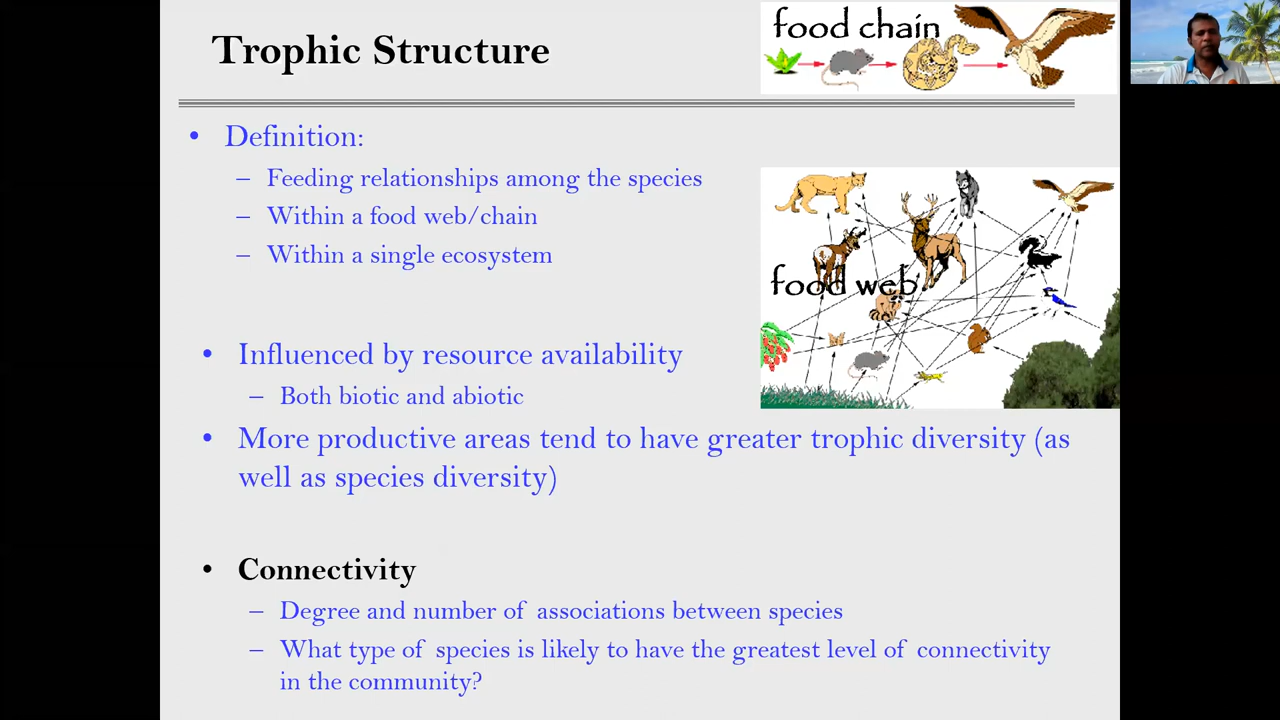 Trophic Structure
food chain
• Definition:
– Feeding relationships among the species
– Within a food web/chain
– Within a single ecosystem
food web
• Influenced by resource availability
– Both biotic and abiotic
• More productive areas tend to have greater trophic diversity (as
well as species diversity)
• Connectivity
– Degree and number of associations between species
– What type of species is likely to have the greatest level of connectivity
in the community?